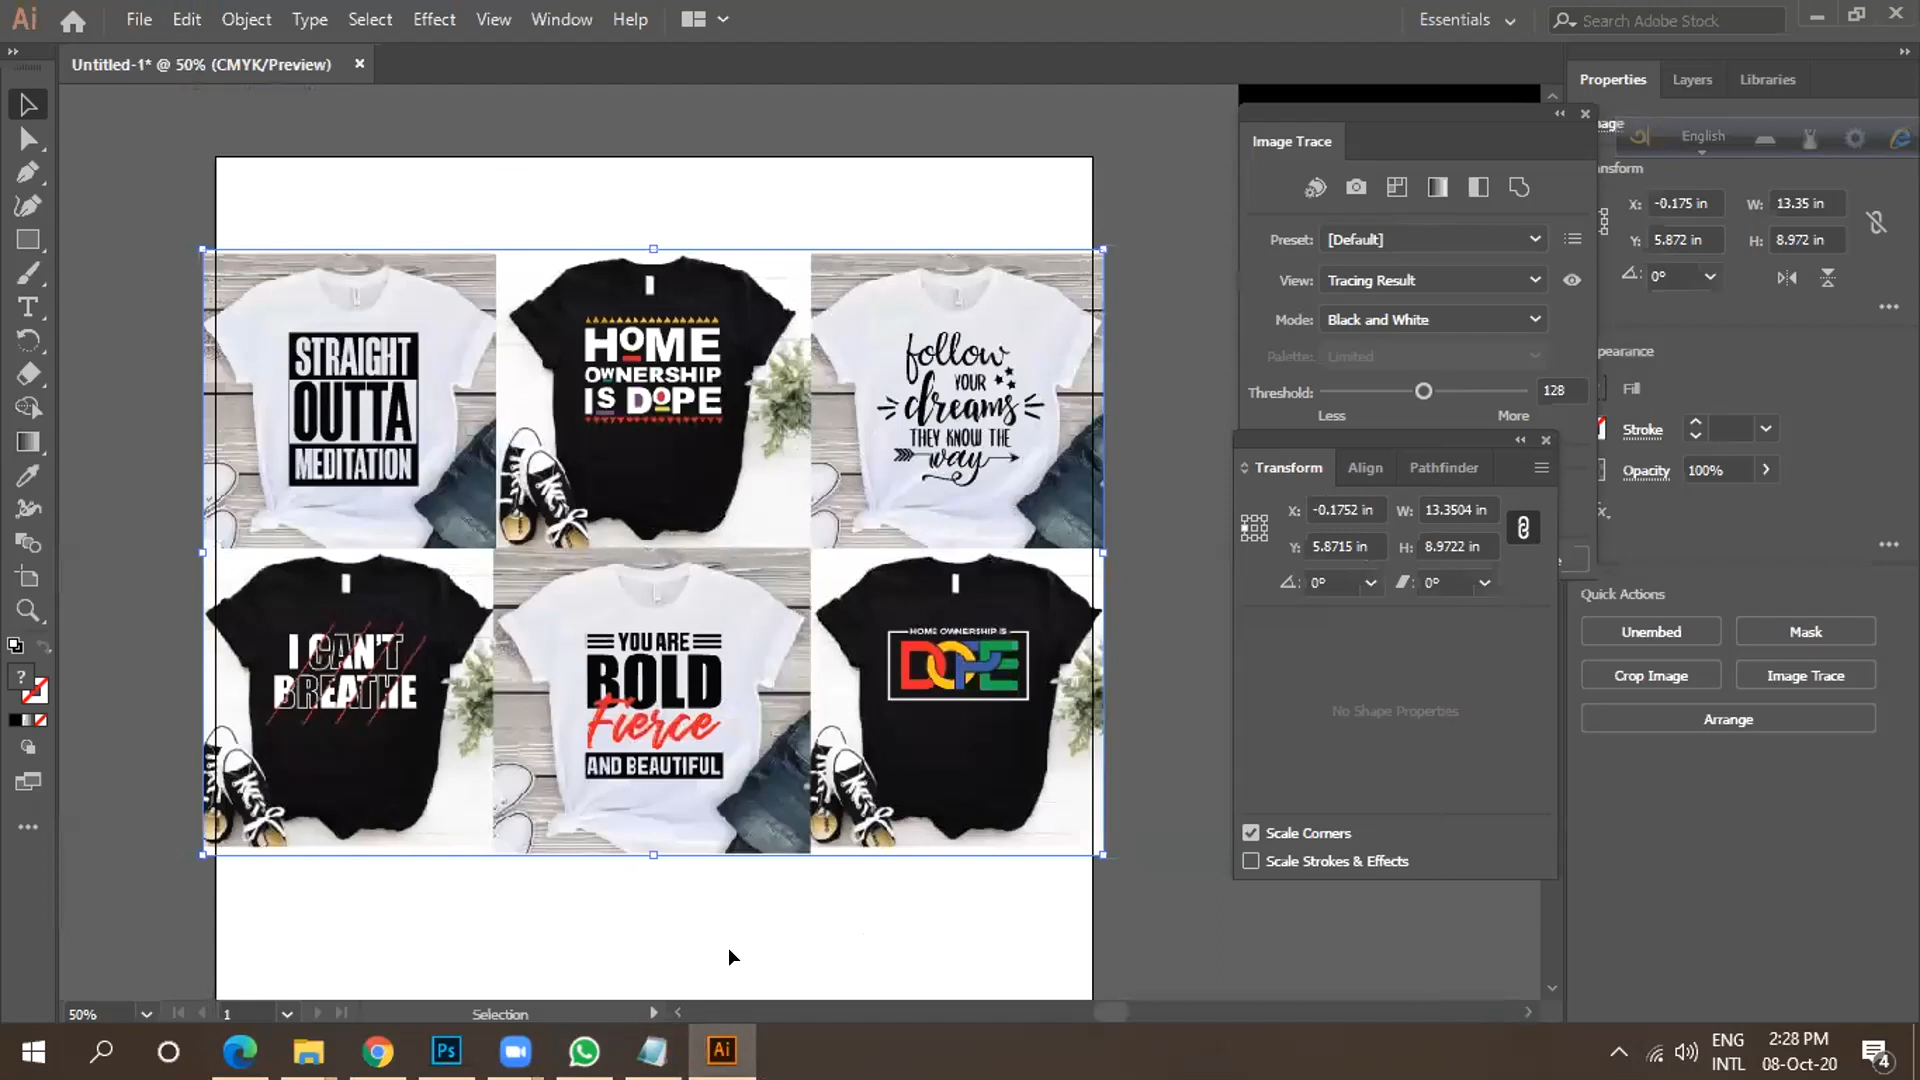 Ai File Edit Object Type Select Effect View Window Help Essentials Search Adobe Stock
Untitled-1* @ 50% (CMYK/Preview)
Properties Layers Libraries
English
Image Trace
Preset: [Default]
View: Tracing Result
Mode: Black and White
Palette: Limited
Threshold: 128
Less More
X: -0.175 in W: 13.35 in
Y: 5.872 in H: 8.972 in
0°
Fill
Stroke
Opacity 100%
Transform Align Pathfinder
X: -0.1752 in W: 13.3504 in
Y: 5.8715 in H: 8.9722 in
0° 0°
No Shape Properties
Scale Corners
Scale Strokes & Effects
Quick Actions
Unembed Mask
Crop Image Image Trace
Arrange
STRAIGHT
OUTTA
MEDITATION
HOME
OWNERSHIP
IS DOPE
follow
YOUR
dreams
THEY KNOW THE
way
I CAN'T
BREATHE
YOU ARE
BOLD
Fierce
AND BEAUTIFUL
HOME OWNERSHIP IS
DOPE
50% 1 Selection
Ps Ai
ENG
INTL
2:28 PM
08-Oct-20
4